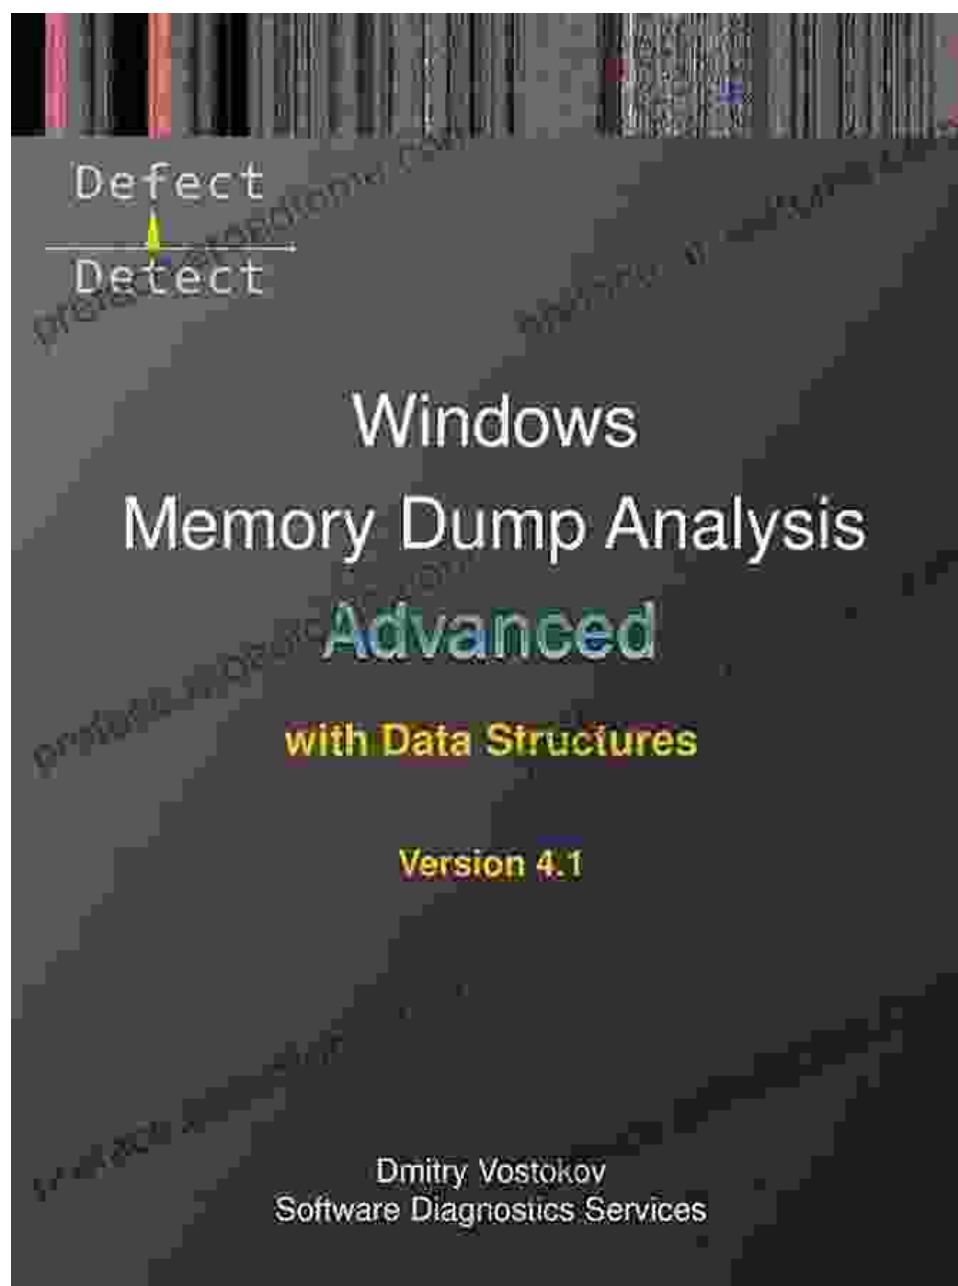 Defect
Detect
Windows
Memory Dump Analysis
Advanced
with Data Structures
Version 4.1
Dmitry Vostokov
Software Diagnostics Services